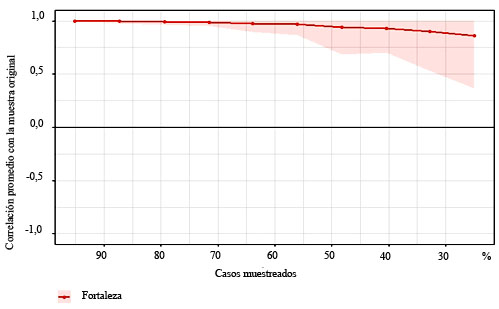 Correlación promedio con la muestra original
1,0
0,5
0,0
-0,5
-1,0
90 80 70 60 50 40 30 %
Casos muestreados
Fortaleza